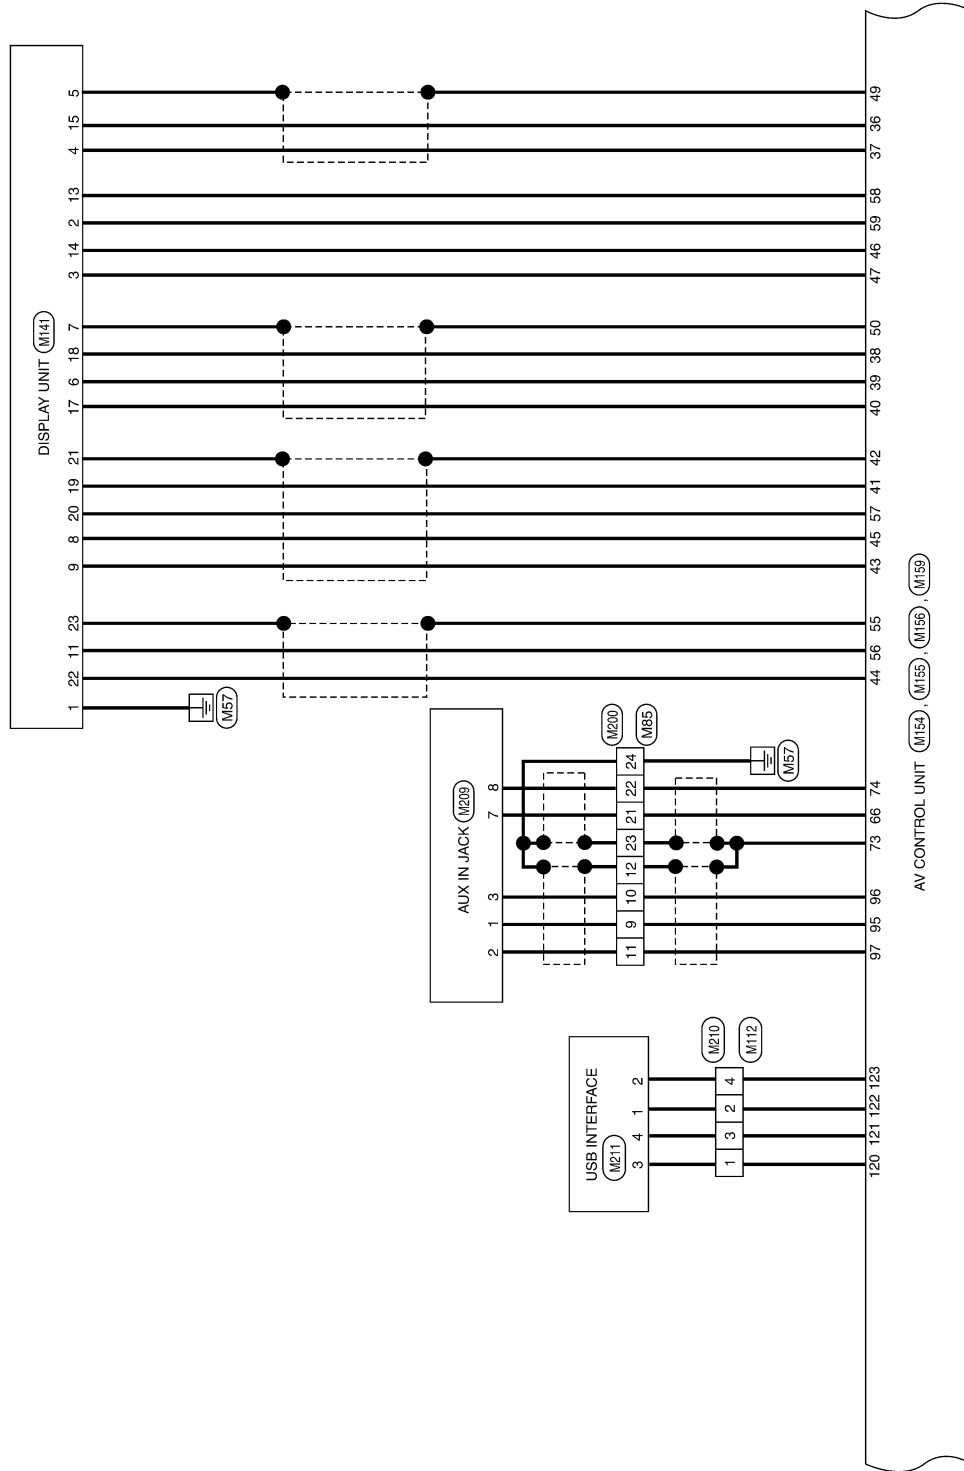 DISPLAY UNIT M141
5 15 4 13 2 14 3 7 18 6 17 21 19 20 8 9 23 11 22 1
M57
49 36 37 58 59 46 47 50 38 39 40 42 41 57 45 43 55 56 44
AUX IN JACK M209
8 7 3 1 2
M200
M85
24 22 21 23 12 10 9 11
M57
74 66 73 96 95 97
USB INTERFACE
M211
2 1 4 3
M210
M112
4 2 3 1
123 122 121 120
AV CONTROL UNIT M154 , M155 , M156 , M159